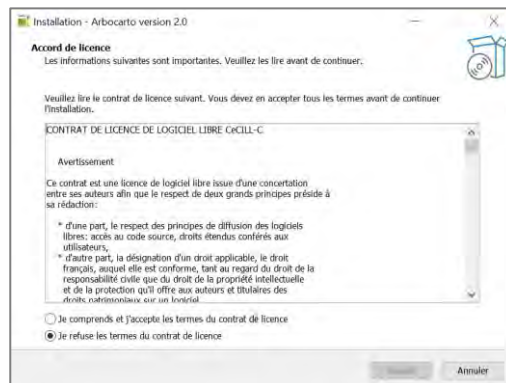 Installation - Arbocarto version 2.0
Accord de licence
Les informations suivantes sont importantes. Veuillez les lire avant de continuer.
Veuillez lire le contrat de licence suivant. Vous devez en accepter tous les termes avant de continuer
l'installation.
CONTRAT DE LICENCE DE LOGICIEL LIBRE CeCILL-C
Avertissement
Ce contrat est une licence de logiciel libre issue d'une concertation
entre ses auteurs afin que le respect de deux grands principes préside à
sa rédaction:
* d'une part, le respect des principes de diffusion des logiciels
libres: accès au code source, droits étendus conférés aux
utilisateurs,
* d'autre part, la désignation d'un droit applicable, le droit
français, auquel elle est conforme, tant au regard du droit de la
responsabilité civile que du droit de la propriété intellectuelle
et de la protection qu'il offre aux auteurs et titulaires des
droits patrimoniaux sur un logiciel.
Je comprends et j'accepte les termes du contrat de licence
Je refuse les termes du contrat de licence
Annuler